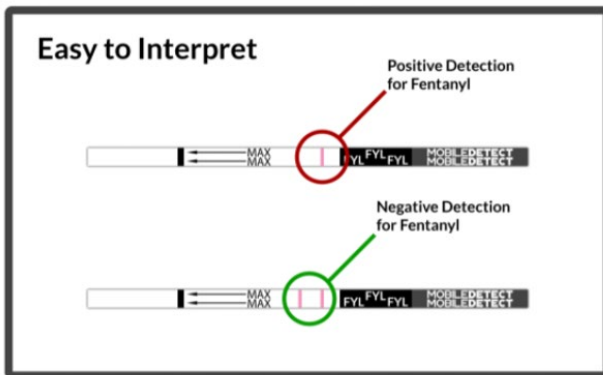 Easy to Interpret
Positive Detection
for Fentanyl
MAX
MAX
FYL FYL FYL
MOBILEDETECT
MOBILEDETECT
Negative Detection
for Fentanyl
MAX
MAX
FYL FYL FYL
MOBILEDETECT
MOBILEDETECT